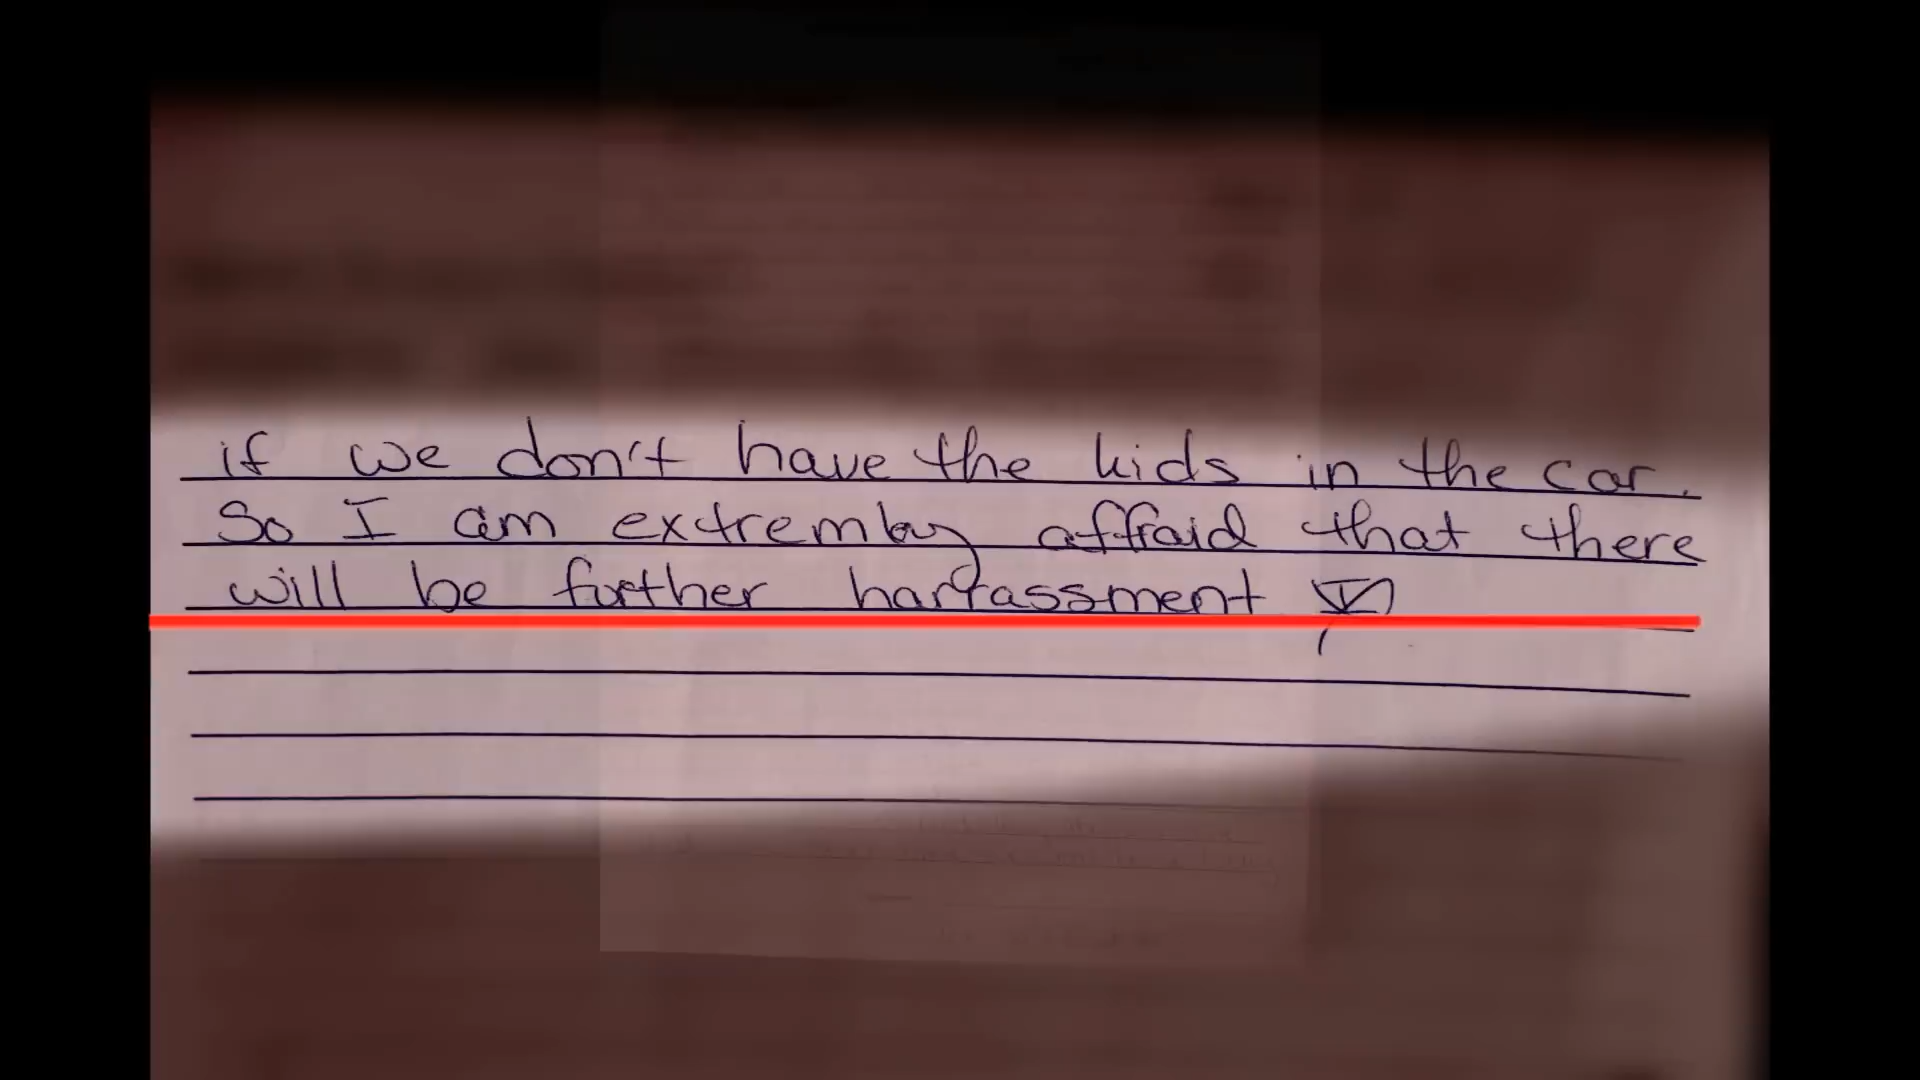 if we don't have the kids in the car.
So I am extremly affraid that there
will be further harrassment